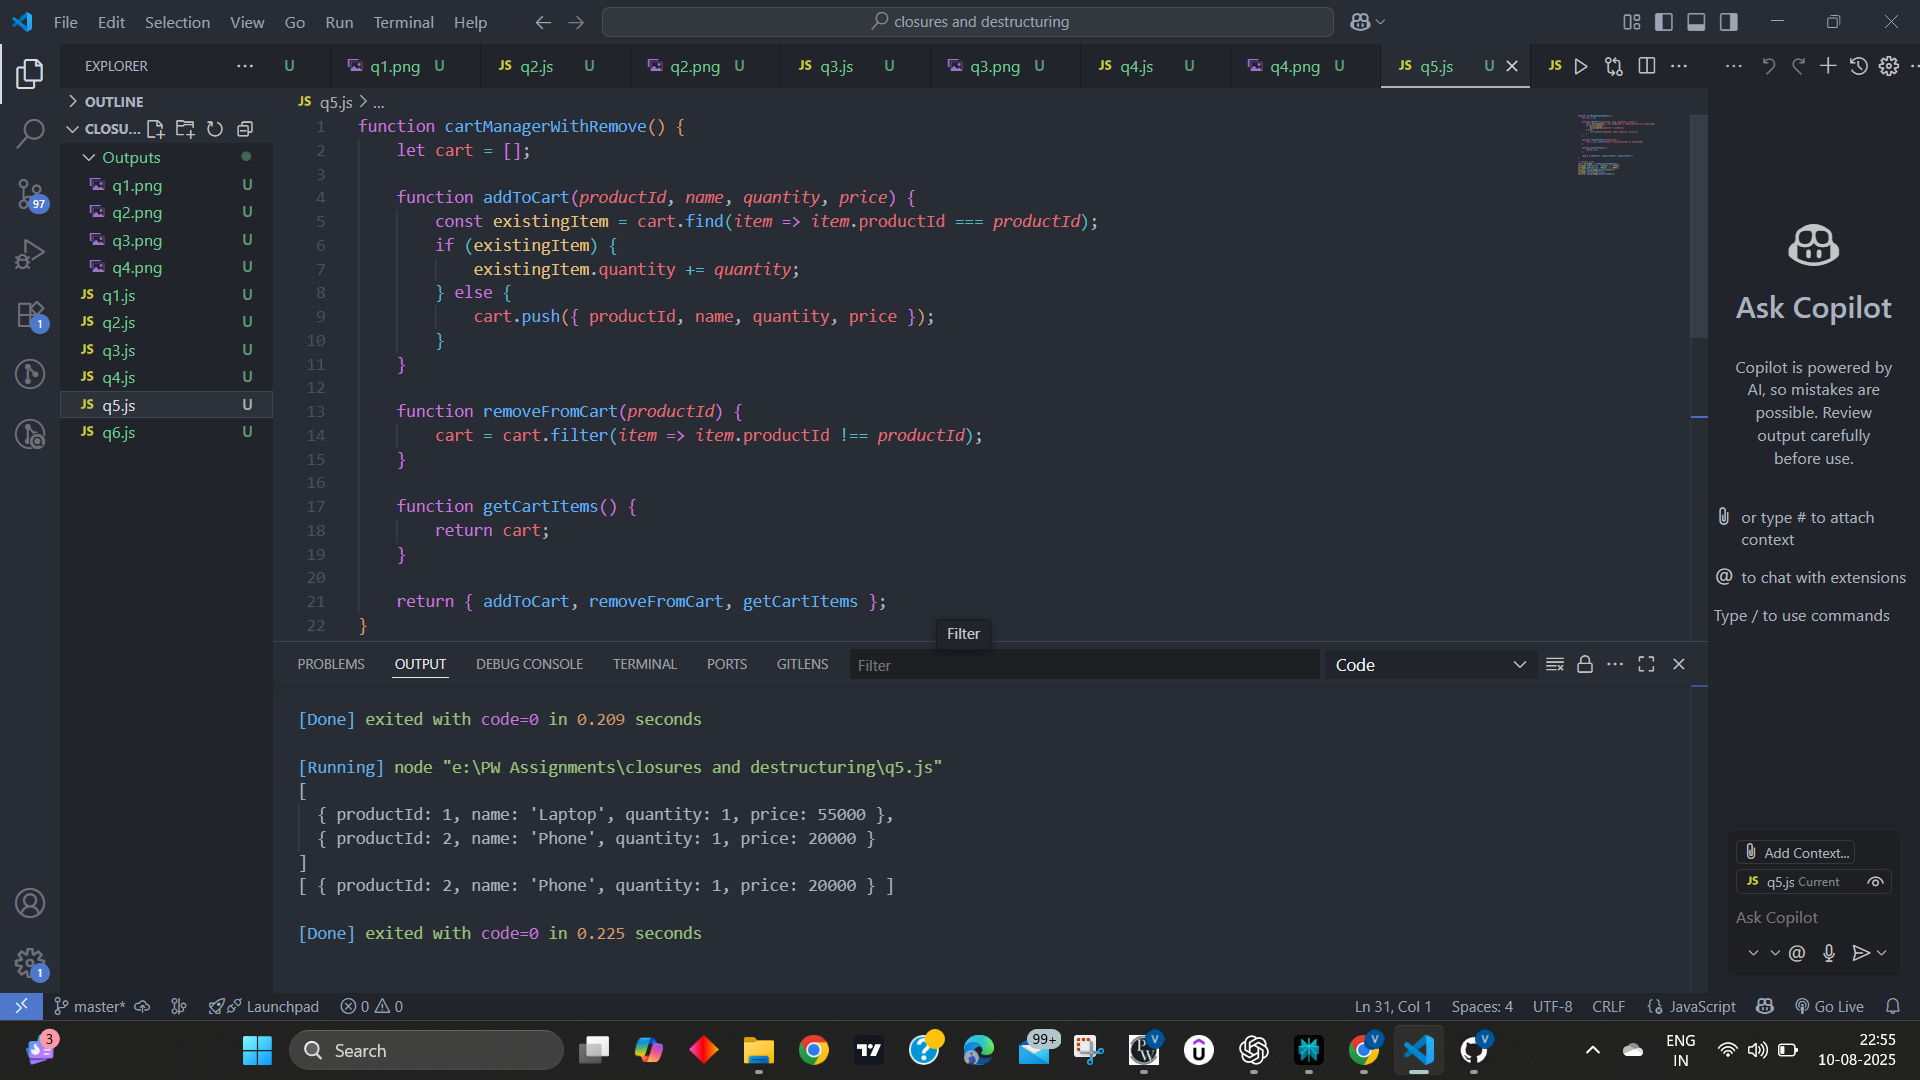 File Edit Selection View Go Run Terminal Help
closures and destructuring
EXPLORER
U
q1.png U
JS q2.js U
q2.png U
JS q3.js U
q3.png U
JS q4.js U
q4.png U
JS q5.js U
JS
OUTLINE
CLOSU...
Outputs
q1.png U
q2.png U
q3.png U
q4.png U
JS q1.js U
JS q2.js U
JS q3.js U
JS q4.js U
JS q5.js U
JS q6.js U
97
1
1
JS q5.js > ...
1 function cartManagerWithRemove() {
2 let cart = [];
3
4 function addToCart(productId, name, quantity, price) {
5 const existingItem = cart.find(item => item.productId === productId);
6 if (existingItem) {
7 existingItem.quantity += quantity;
8 } else {
9 cart.push({ productId, name, quantity, price });
10 }
11 }
12
13 function removeFromCart(productId) {
14 cart = cart.filter(item => item.productId !== productId);
15 }
16
17 function getCartItems() {
18 return cart;
19 }
20
21 return { addToCart, removeFromCart, getCartItems };
22 }
Filter
PROBLEMS OUTPUT DEBUG CONSOLE TERMINAL PORTS GITLENS Filter Code
[Done] exited with code=0 in 0.209 seconds
[Running] node "e:\PW Assignments\closures and destructuring\q5.js"
[
{ productId: 1, name: 'Laptop', quantity: 1, price: 55000 },
{ productId: 2, name: 'Phone', quantity: 1, price: 20000 }
]
[ { productId: 2, name: 'Phone', quantity: 1, price: 20000 } ]
[Done] exited with code=0 in 0.225 seconds
Ask Copilot
Copilot is powered by
AI, so mistakes are
possible. Review
output carefully
before use.
or type # to attach
context
@ to chat with extensions
Type / to use commands
Add Context...
JS q5.js Current
Ask Copilot
@
master* Launchpad 0 0
Ln 31, Col 1 Spaces: 4 UTF-8 CRLF {} JavaScript Go Live
3
Search
99+
ENG
IN
22:55
10-08-2025